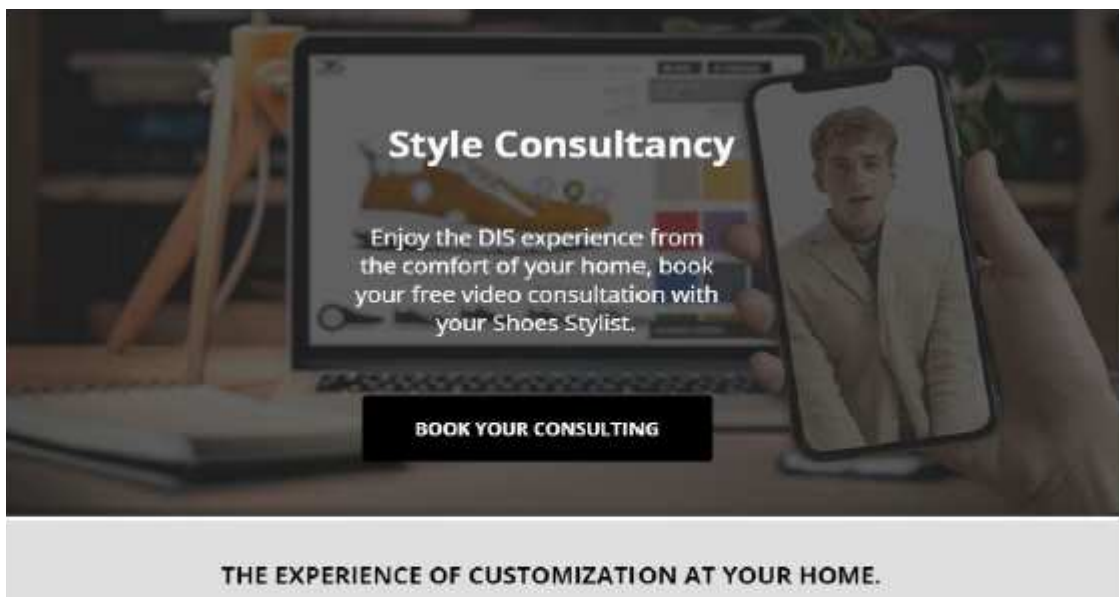 Style Consultancy
Enjoy the DIS experience from
the comfort of your home, book
your free video consultation with
your Shoes Stylist.
BOOK YOUR CONSULTING
THE EXPERIENCE OF CUSTOMIZATION AT YOUR HOME.